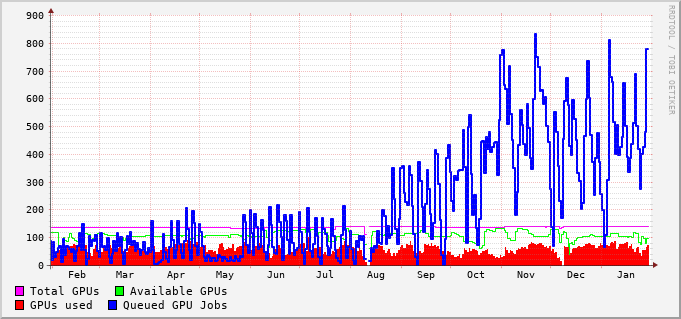 900
800
700
600
500
400
300
200
100
0
Feb Mar Apr May Jun Jul Aug Sep Oct Nov Dec Jan
Total GPUs Available GPUs
GPUs used Queued GPU Jobs
RRDTOOL / TOBI OETIKER